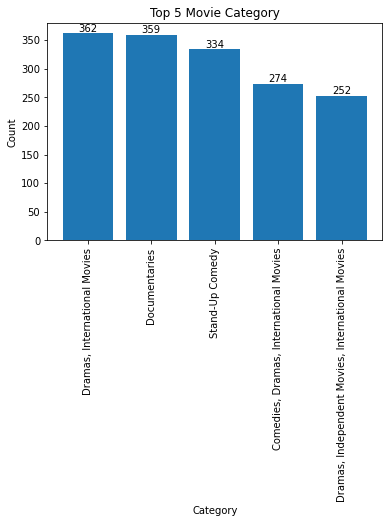 Top 5 Movie Category
Count
350
300
250
200
150
100
50
0
362
359
334
274
252
Dramas, International Movies
Documentaries
Stand-Up Comedy
Comedies, Dramas, International Movies
Dramas, Independent Movies, International Movies
Category